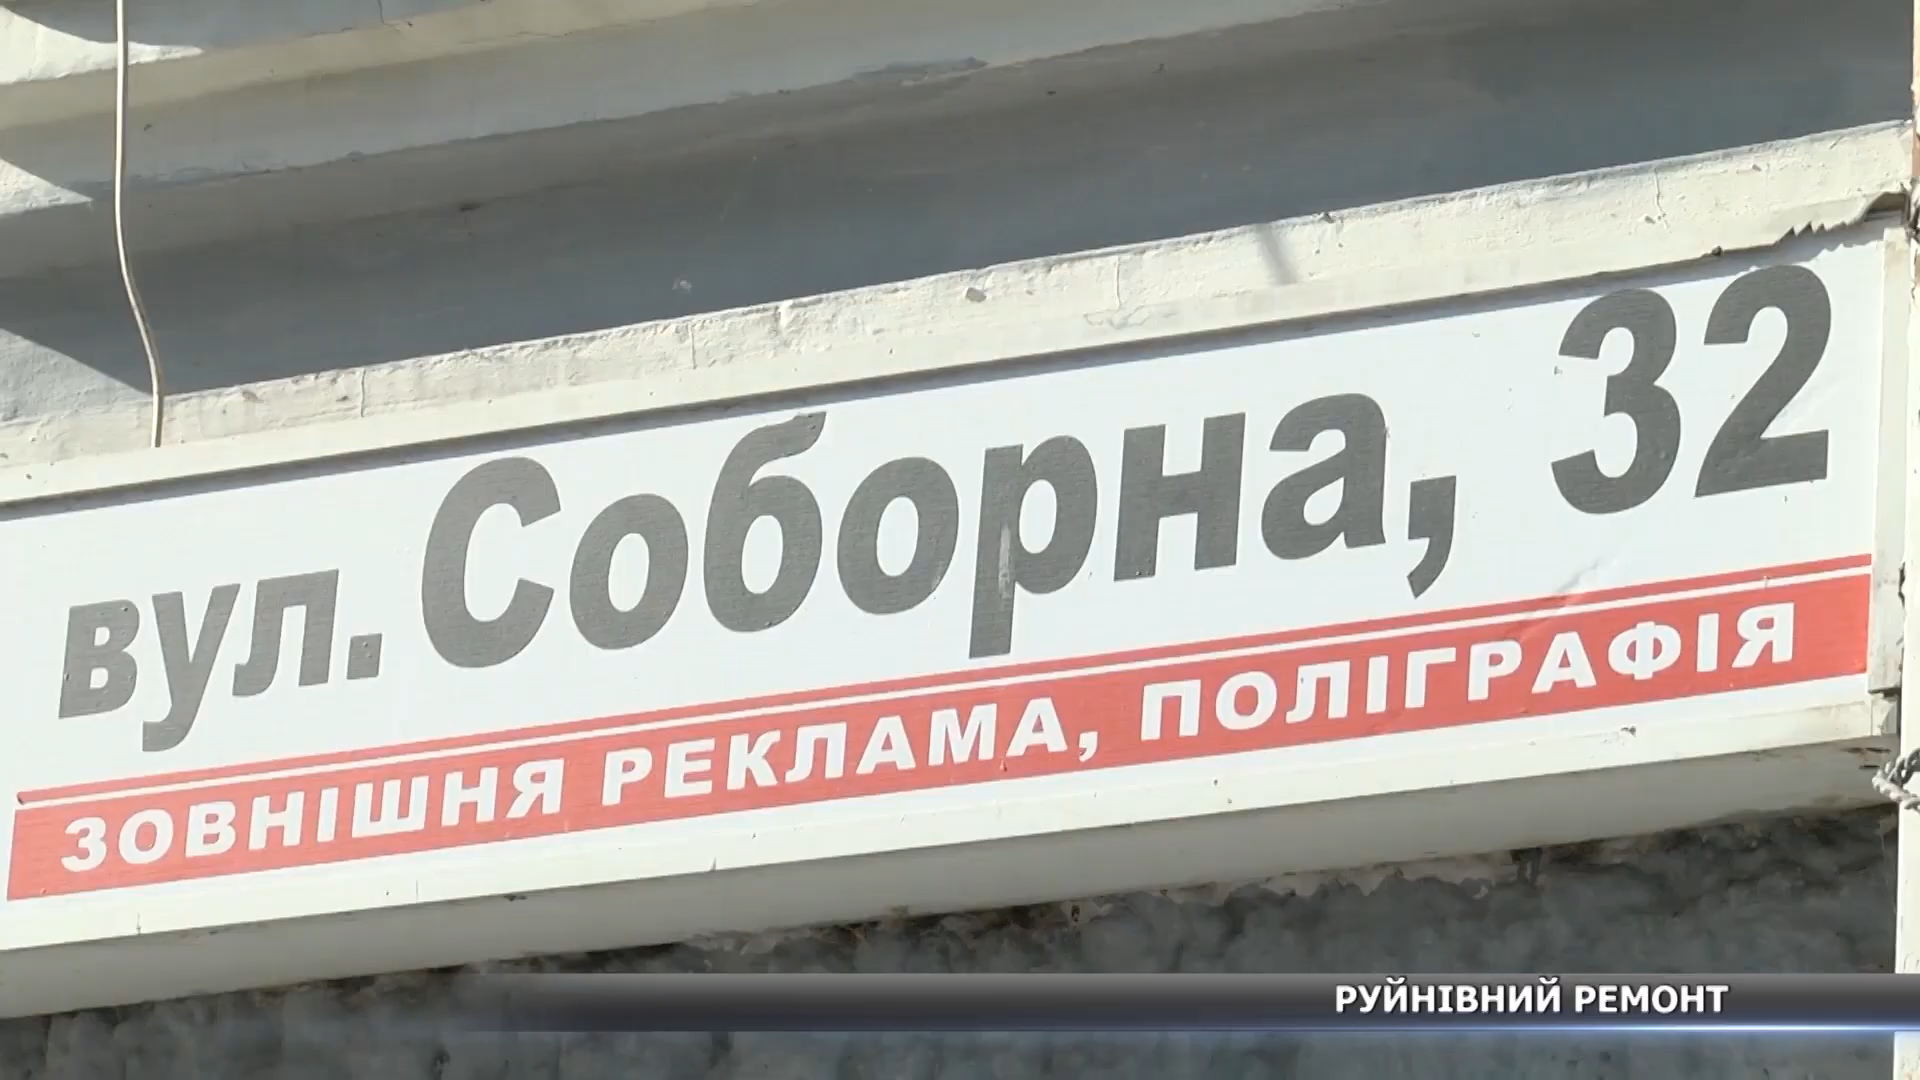 вул. Соборна, 32
ЗОВНІШНЯ РЕКЛАМА, ПОЛІГРАФІЯ
РУЙНІВНИЙ РЕМОНТ